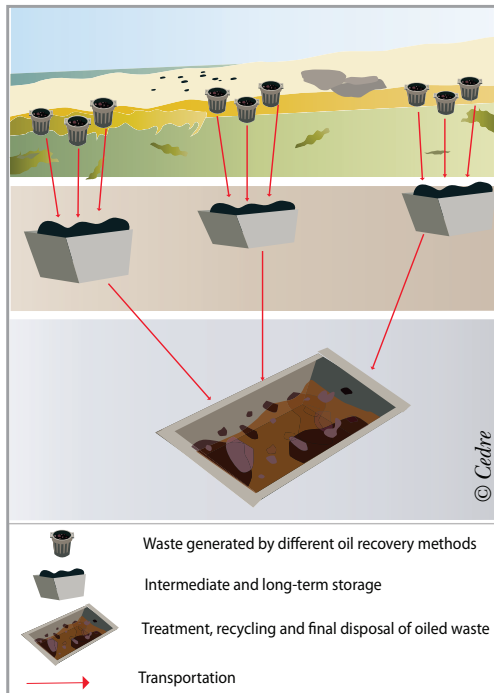 © Cedre
Waste generated by different oil recovery methods
Intermediate and long-term storage
Treatment, recycling and final disposal of oiled waste
Transportation